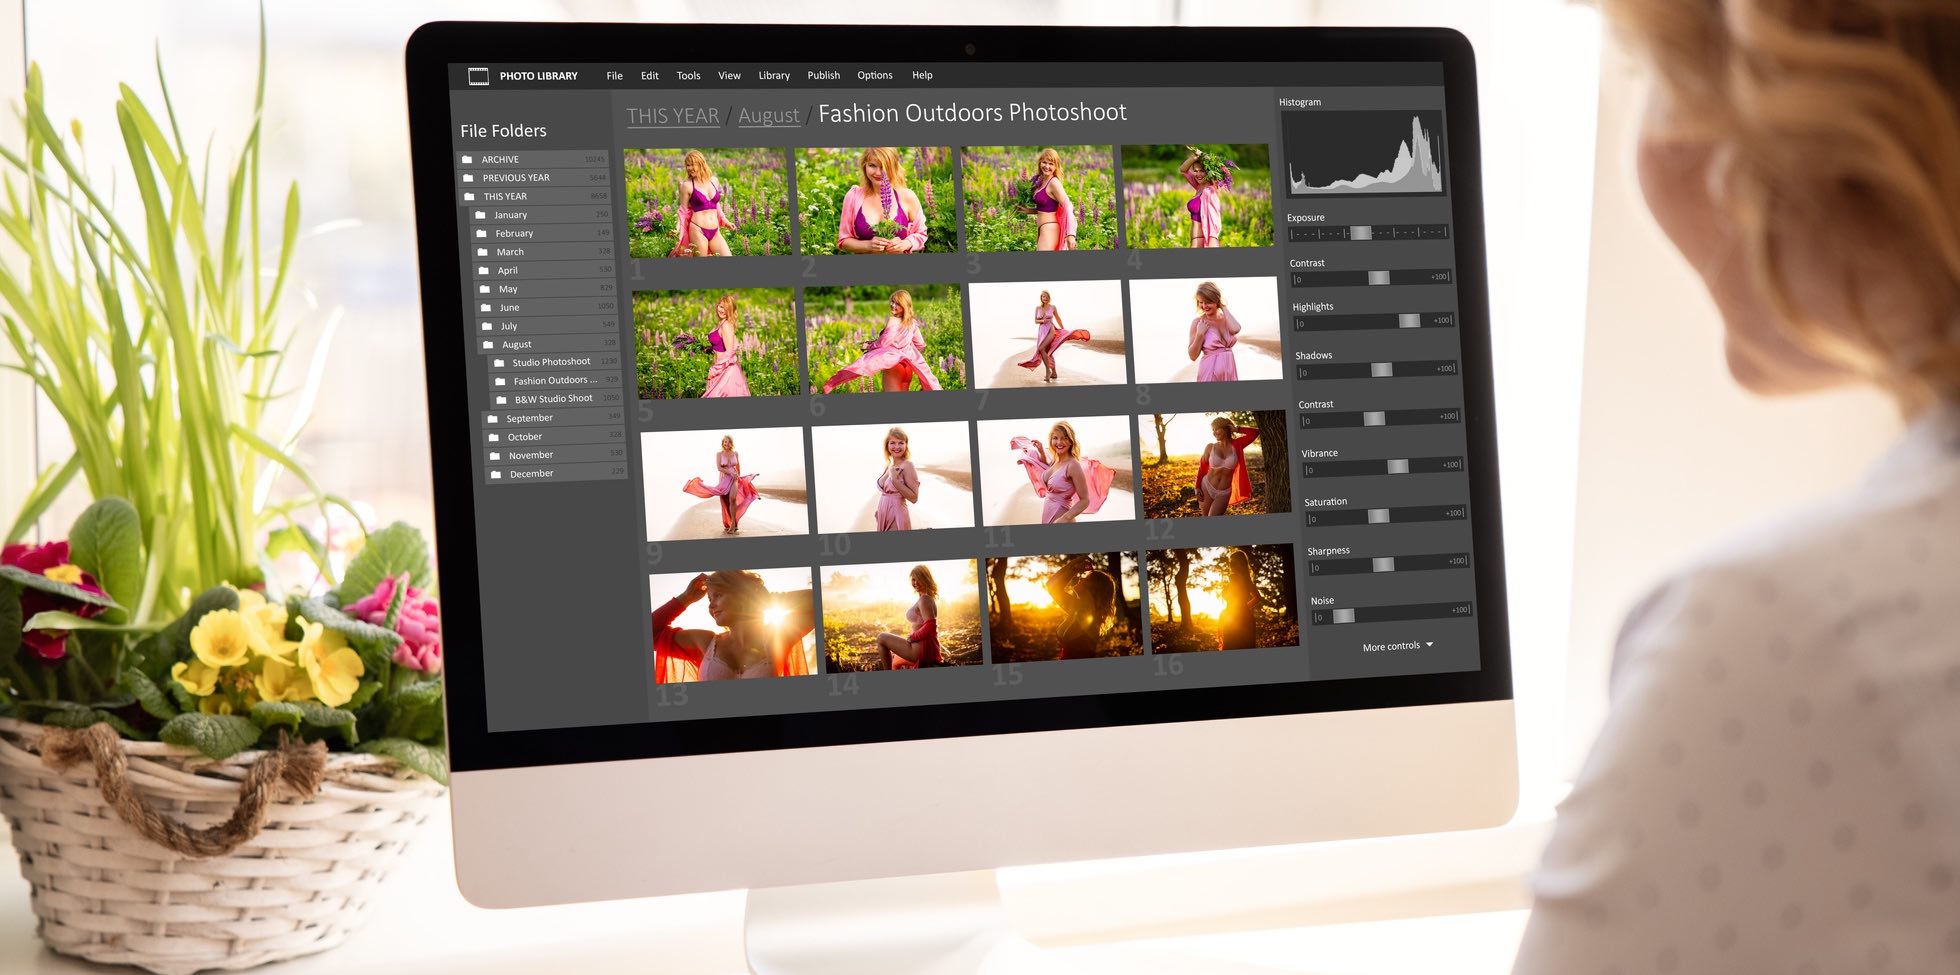 PHOTO LIBRARY File Edit Tools View Library Publish Options Help
File Folders
ARCHIVE 10245
PREVIOUS YEAR 5644
THIS YEAR 8658
January 250
February 149
March 328
April 530
May 829
June 1050
July 549
August 328
Studio Photoshoot 1230
Fashion Outdoors ... 929
B&W Studio Shoot 1050
September 349
October 328
November 530
December 229
THIS YEAR / August / Fashion Outdoors Photoshoot
1 2 3 4
5 6 7 8
9 10 11 12
13 14 15 16
Histogram
Exposure
Contrast
0 +100
Highlights
0 +100
Shadows
0 +100
Contrast
0 +100
Vibrance
0 +100
Saturation
0 +100
Sharpness
0 +100
Noise
0 +100
More controls